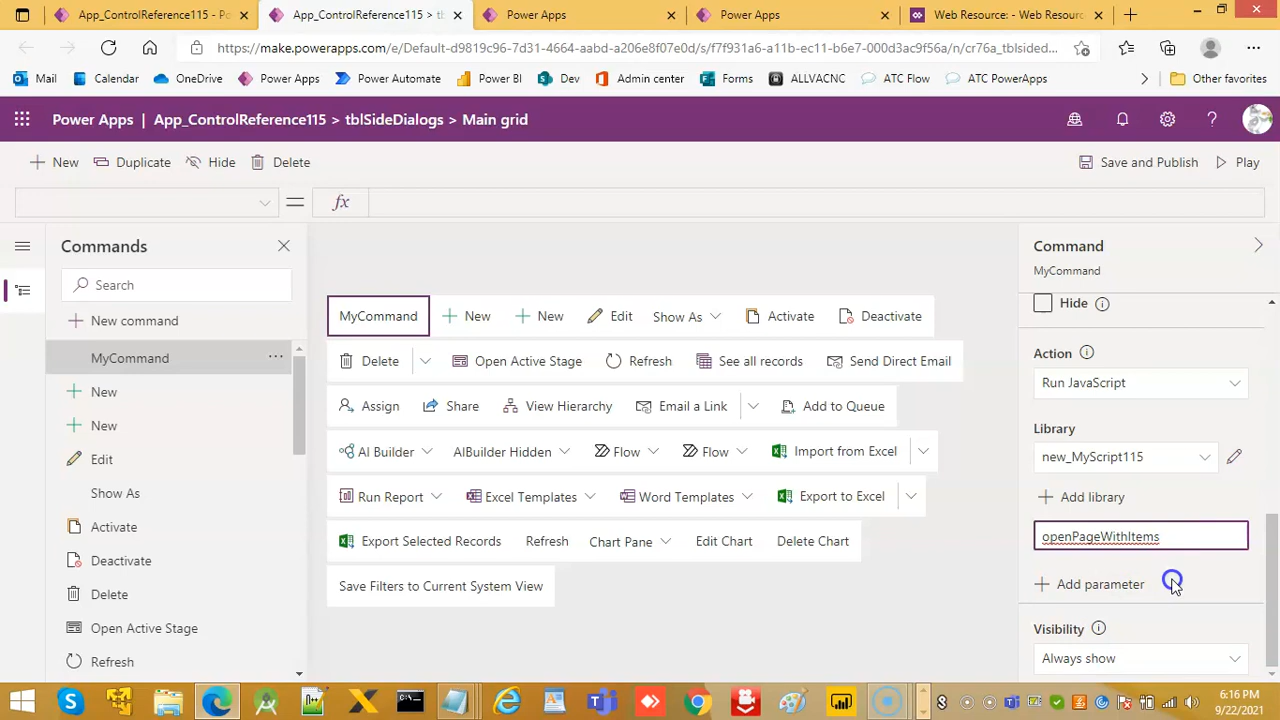 App_ControlReference115 - Po
App_ControlReference115 > tb
Power Apps
Power Apps
Web Resource: - Web Resourc
https://make.powerapps.com/e/Default-d9819c96-7d31-4664-aabd-a206e8f07e0d/s/f7f931a6-a11b-ec11-b6e7-000d3ac9f56a/n/cr76a_tblsided...
Mail
Calendar
OneDrive
Power Apps
Power Automate
Power BI
Dev
Admin center
Forms
ALLVACNC
ATC Flow
ATC PowerApps
Other favorites
Power Apps | App_ControlReference115 > tblSideDialogs > Main grid
New
Duplicate
Hide
Delete
Save and Publish
Play
= fx
Commands
Search
New command
MyCommand ...
New
New
Edit
Show As
Activate
Deactivate
Delete
Open Active Stage
Refresh
MyCommand New New Edit Show As Activate Deactivate
Delete Open Active Stage Refresh See all records Send Direct Email
Assign Share View Hierarchy Email a Link Add to Queue
AI Builder AIBuilder Hidden Flow Flow Import from Excel
Run Report Excel Templates Word Templates Export to Excel
Export Selected Records Refresh Chart Pane Edit Chart Delete Chart
Save Filters to Current System View
Command
MyCommand
Hide
Action
Run JavaScript
Library
new_MyScript115
Add library
openPageWithItems
Add parameter
Visibility
Always show
6:16 PM
9/22/2021